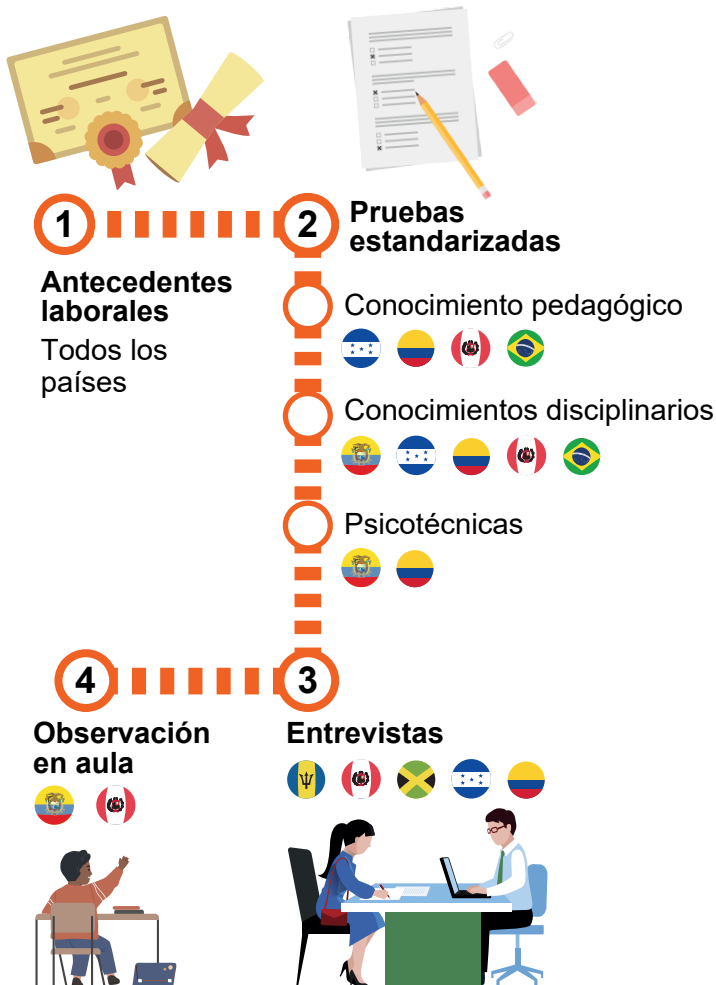 1
Antecedentes
laborales
Todos los
países
2
Pruebas
estandarizadas
Conocimiento pedagógico
Conocimientos disciplinarios
Psicotécnicas
3
Entrevistas
4
Observación
en aula